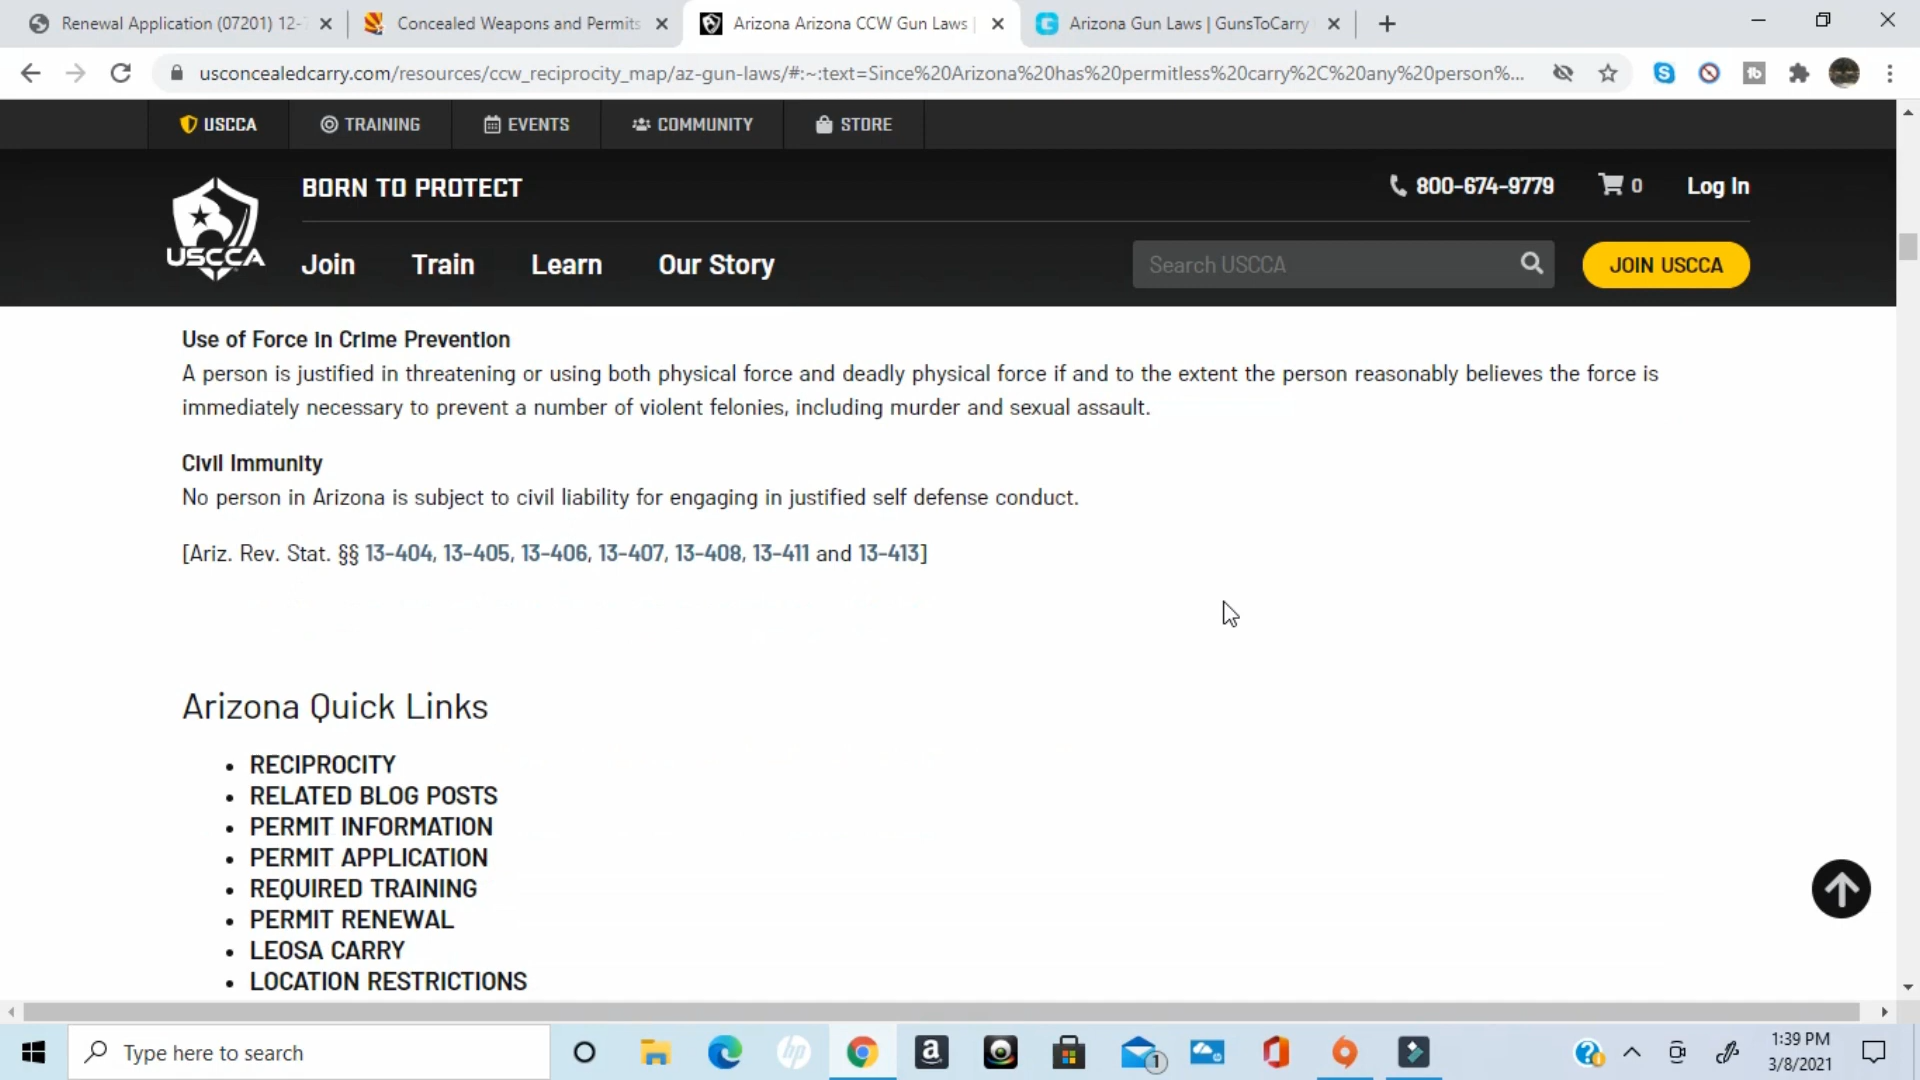 Renewal Application (07201) 12-
Concealed Weapons and Permits
Arizona Arizona CCW Gun Laws |
Arizona Gun Laws | GunsToCarry
usconcealedcarry.com/resources/ccw_reciprocity_map/az-gun-laws/#:~:text=Since%20Arizona%20has%20permitless%20carry%2C%20any%20person%...
USCCA
TRAINING
EVENTS
COMMUNITY
STORE
BORN TO PROTECT
800-674-9779
0
Log In
USCCA
Join
Train
Learn
Our Story
Search USCCA
JOIN USCCA
Use of Force in Crime Prevention
A person is justified in threatening or using both physical force and deadly physical force if and to the extent the person reasonably believes the force is
immediately necessary to prevent a number of violent felonies, including murder and sexual assault.
Civil Immunity
No person in Arizona is subject to civil liability for engaging in justified self defense conduct.
[Ariz. Rev. Stat. §§ 13-404, 13-405, 13-406, 13-407, 13-408, 13-411 and 13-413]
Arizona Quick Links
• RECIPROCITY
• RELATED BLOG POSTS
• PERMIT INFORMATION
• PERMIT APPLICATION
• REQUIRED TRAINING
• PERMIT RENEWAL
• LEOSA CARRY
• LOCATION RESTRICTIONS
Type here to search
hp
a
1
1:39 PM
3/8/2021